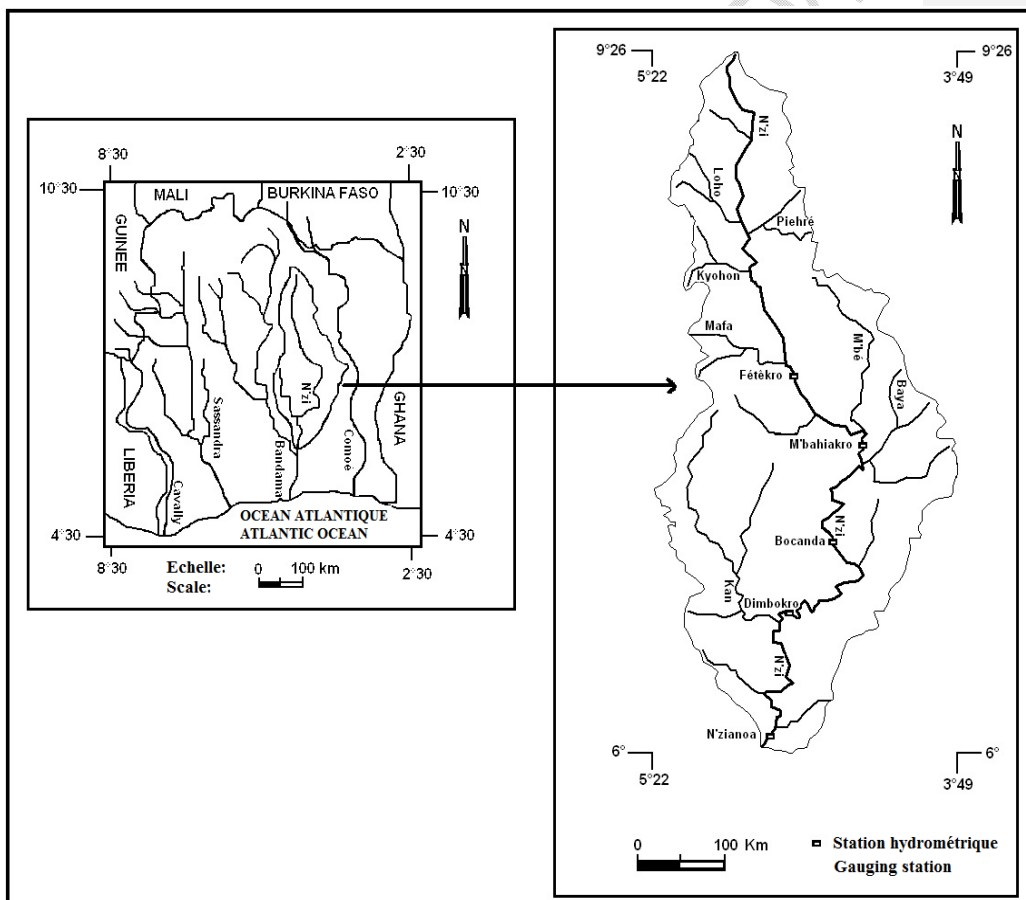 8°30
2°30
10°30
10°30
MALI
BURKINA FASO
GUINEE
N
N'zi
GHANA
Sassandra
Bandama
Comoé
LIBERIA
Cavally
OCEAN ATLANTIQUE
ATLANTIC OCEAN
4°30
4°30
8°30
2°30
Echelle:
Scale:
0 100 km
9°26
9°26
5°22
3°49
N
N'zi
Loho
Piehré
Kyohon
Mafa
M'bé
Fétèkro
Baya
M'bahiakro
N'zi
Bocanda
Kan
Dimbokro
N'zi
N'zianoa
6°
6°
5°22
3°49
0 100 Km
Station hydrométrique
Gauging station